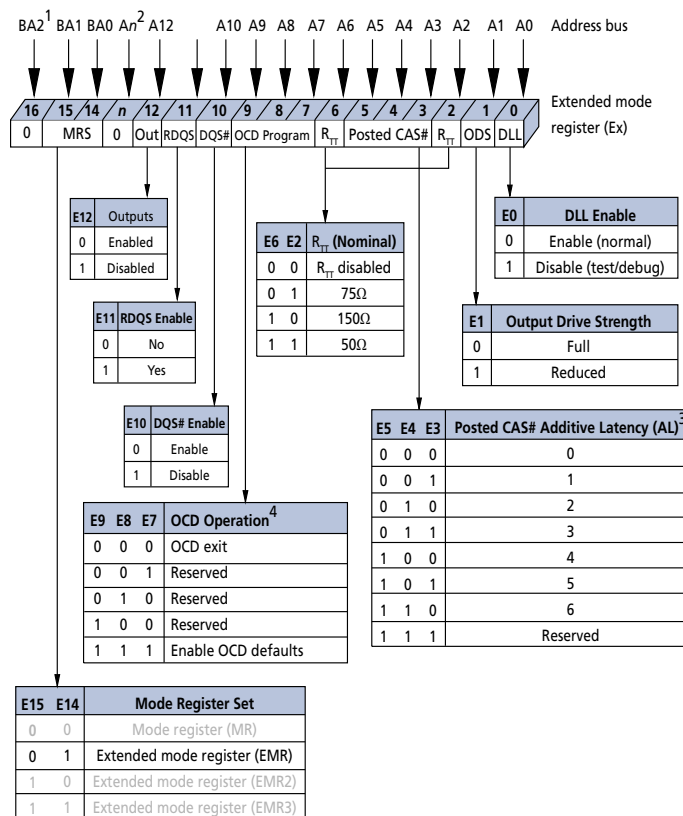 BA2¹ BA1 BA0 An² A12 A10 A9 A8 A7 A6 A5 A4 A3 A2 A1 A0 Address bus
16 15 14 n 12 11 10 9 8 7 6 5 4 3 2 1 0
Extended mode
register (Ex)
0 MRS 0 Out RDQS DQS# OCD Program RTT Posted CAS# RTT ODS DLL
E12 Outputs
0 Enabled
1 Disabled
E11 RDQS Enable
0 No
1 Yes
E10 DQS# Enable
0 Enable
1 Disable
E6 E2 RTT (Nominal)
0 0 RTT disabled
0 1 75Ω
1 0 150Ω
1 1 50Ω
E0 DLL Enable
0 Enable (normal)
1 Disable (test/debug)
E1 Output Drive Strength
0 Full
1 Reduced
E9 E8 E7 OCD Operation⁴
0 0 0 OCD exit
0 0 1 Reserved
0 1 0 Reserved
1 0 0 Reserved
1 1 1 Enable OCD defaults
E5 E4 E3 Posted CAS# Additive Latency (AL)³
0 0 0 0
0 0 1 1
0 1 0 2
0 1 1 3
1 0 0 4
1 0 1 5
1 1 0 6
1 1 1 Reserved
E15 E14 Mode Register Set
0 0 Mode register (MR)
0 1 Extended mode register (EMR)
1 0 Extended mode register (EMR2)
1 1 Extended mode register (EMR3)